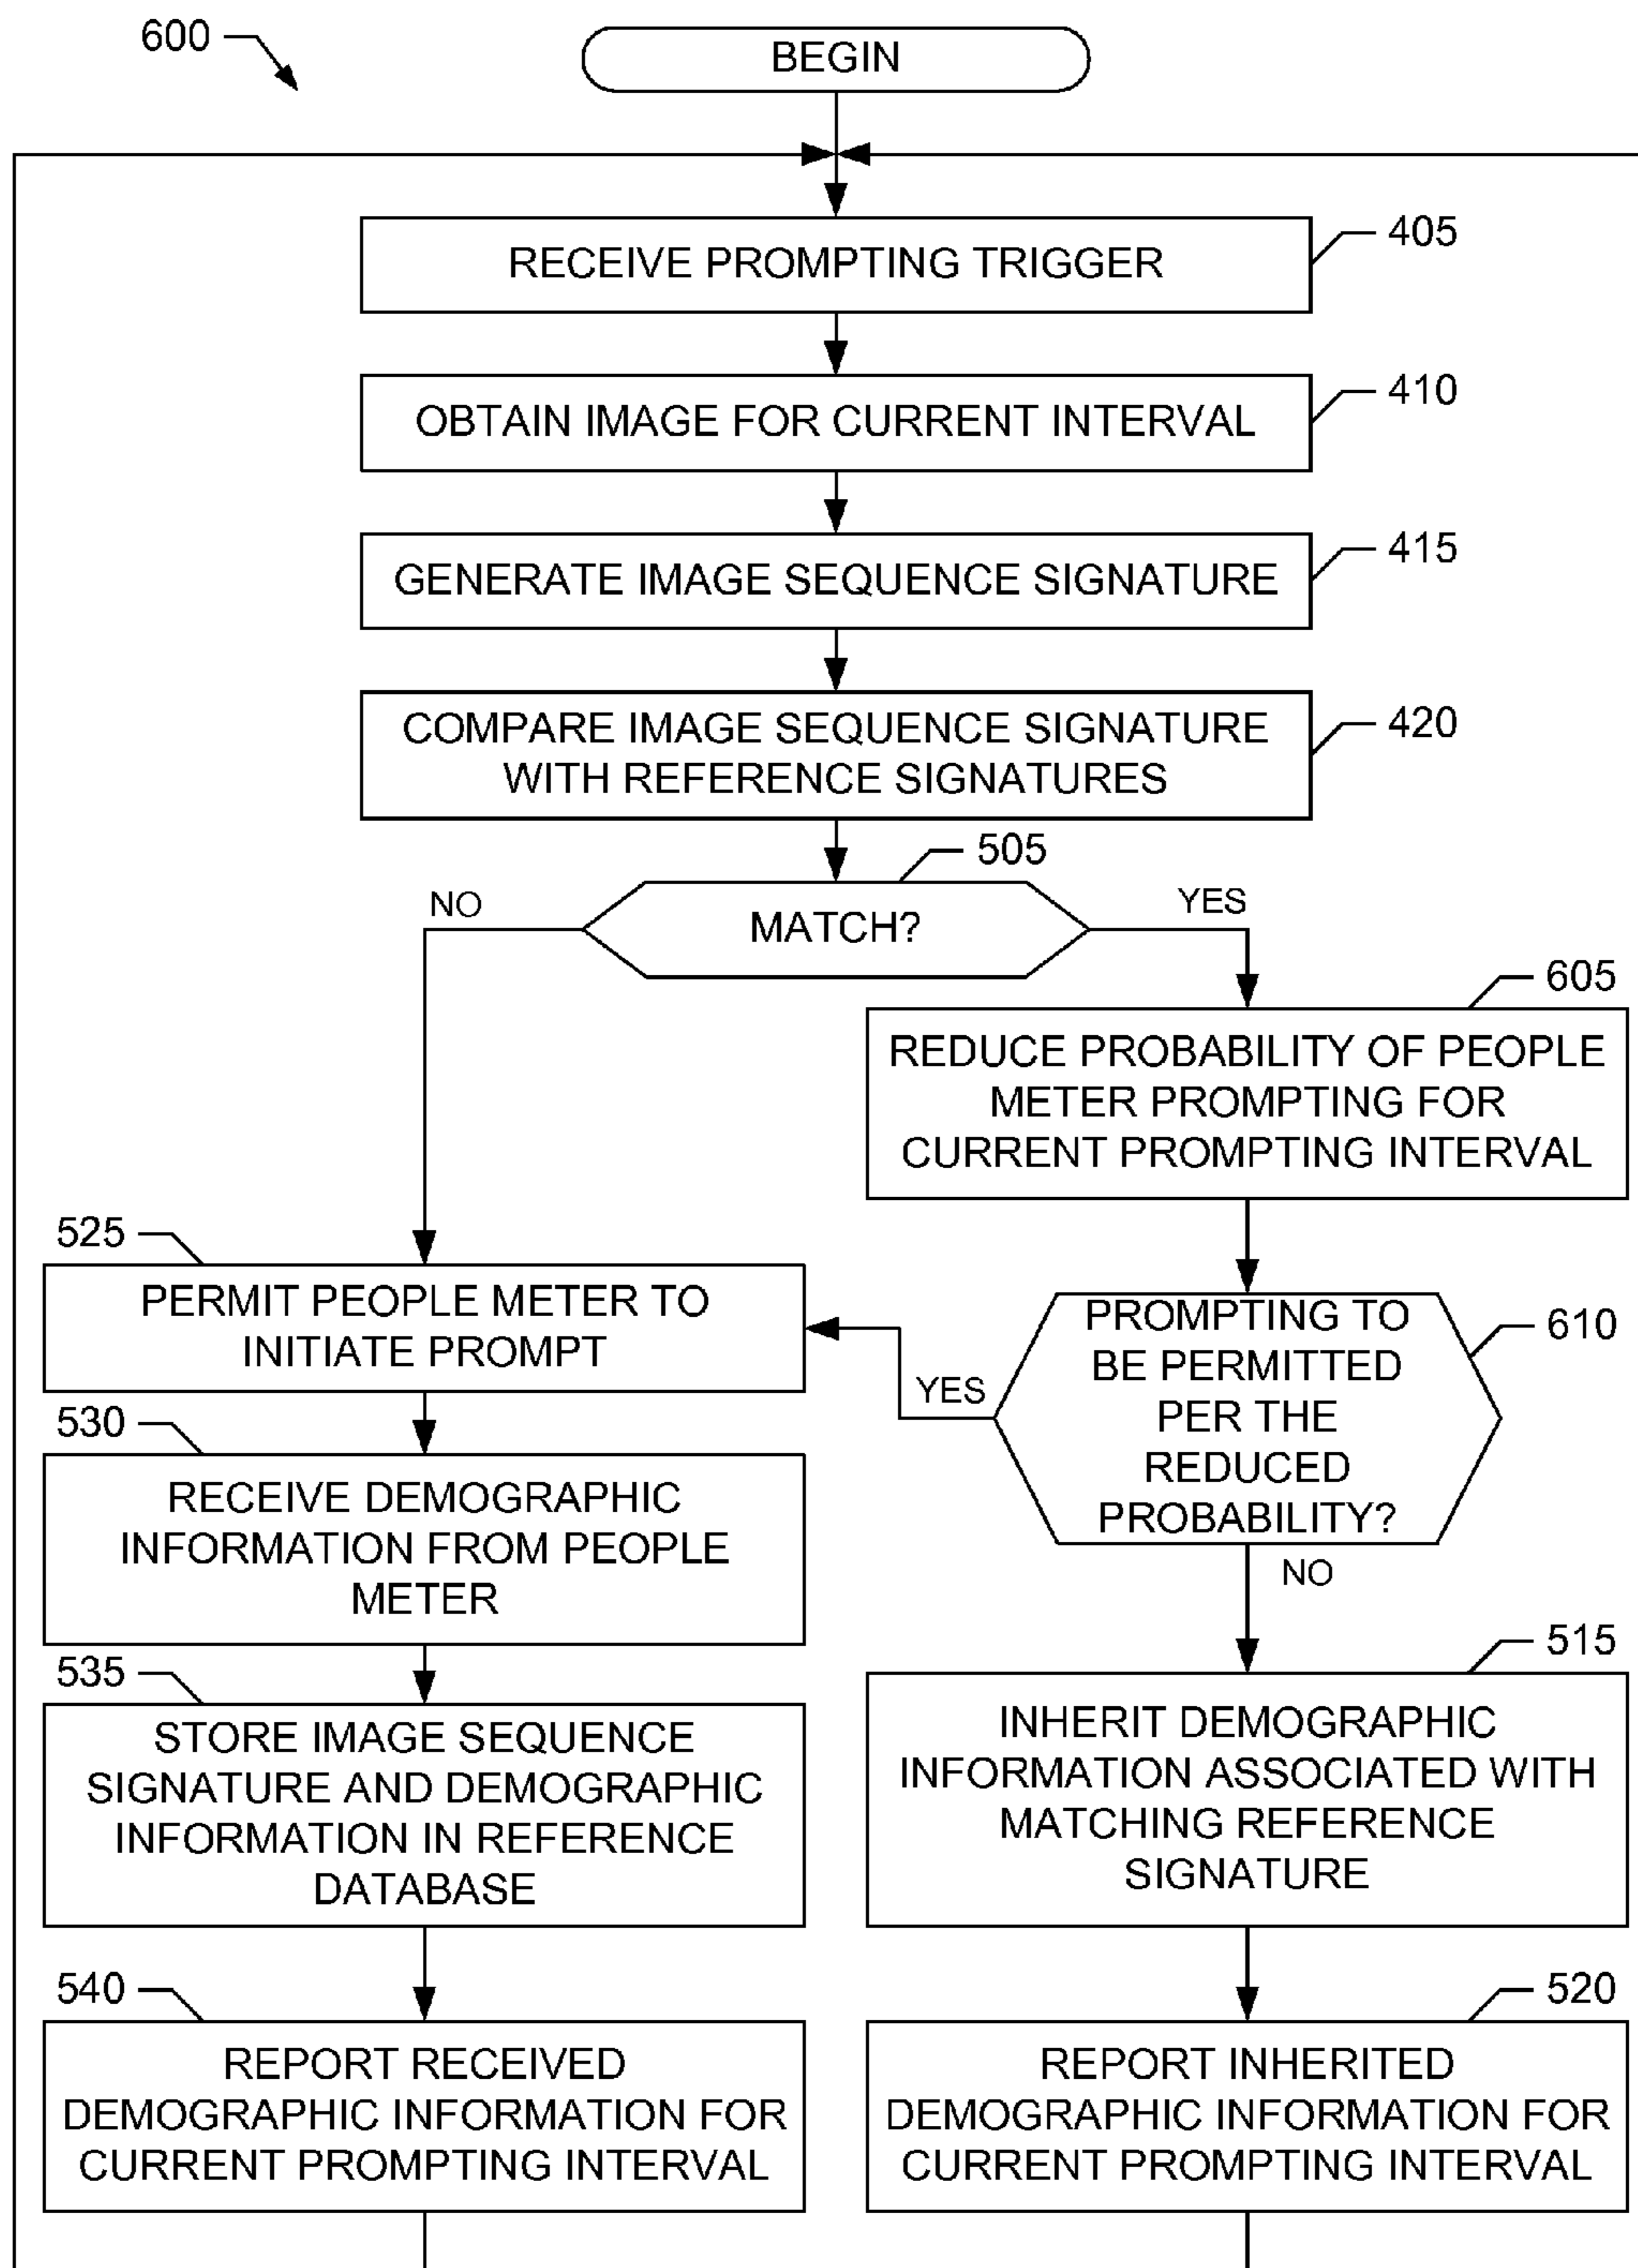 600
BEGIN
RECEIVE PROMPTING TRIGGER
405
OBTAIN IMAGE FOR CURRENT INTERVAL
410
GENERATE IMAGE SEQUENCE SIGNATURE
415
COMPARE IMAGE SEQUENCE SIGNATURE
WITH REFERENCE SIGNATURES
420
505
NO
MATCH?
YES
605
REDUCE PROBABILITY OF PEOPLE
METER PROMPTING FOR
CURRENT PROMPTING INTERVAL
525
PERMIT PEOPLE METER TO
INITIATE PROMPT
610
PROMPTING TO
BE PERMITTED
PER THE
REDUCED
PROBABILITY?
YES
NO
530
RECEIVE DEMOGRAPHIC
INFORMATION FROM PEOPLE
METER
535
STORE IMAGE SEQUENCE
SIGNATURE AND DEMOGRAPHIC
INFORMATION IN REFERENCE
DATABASE
515
INHERIT DEMOGRAPHIC
INFORMATION ASSOCIATED WITH
MATCHING REFERENCE
SIGNATURE
540
REPORT RECEIVED
DEMOGRAPHIC INFORMATION FOR
CURRENT PROMPTING INTERVAL
520
REPORT INHERITED
DEMOGRAPHIC INFORMATION FOR
CURRENT PROMPTING INTERVAL